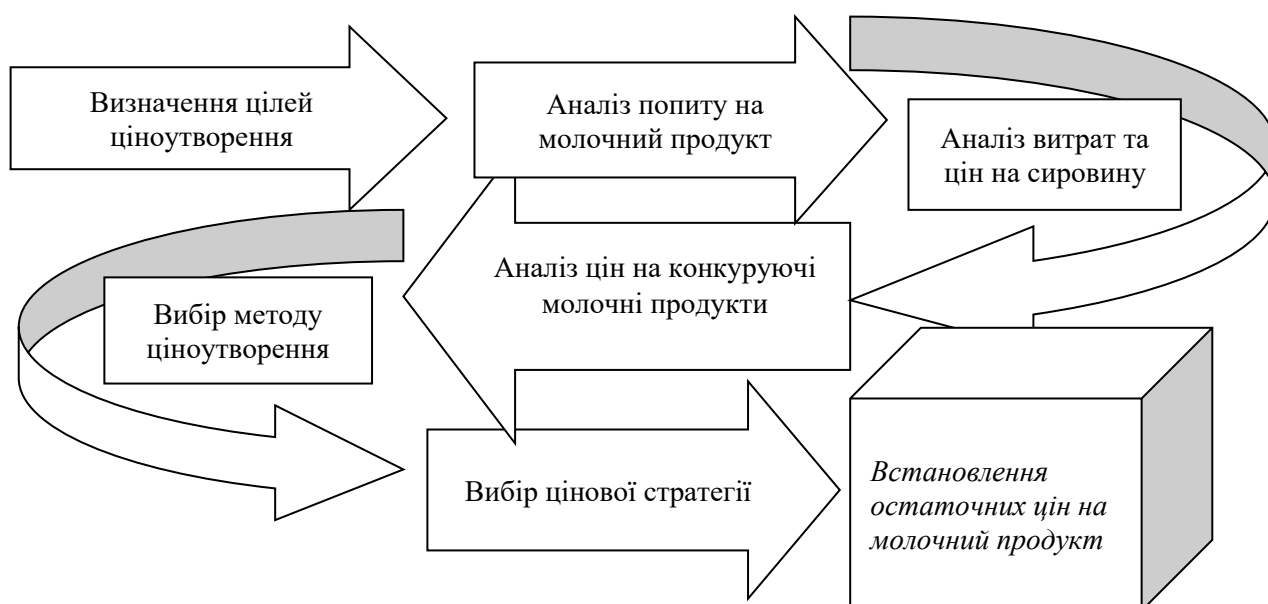 Визначення цілей
ціноутворення
Аналіз попиту на
молочний продукт
Аналіз витрат та
цін на сировину
Аналіз цін на конкуруючі
молочні продукти
Вибір методу
ціноутворення
Вибір цінової стратегії
Встановлення
остаточних цін на
молочний продукт